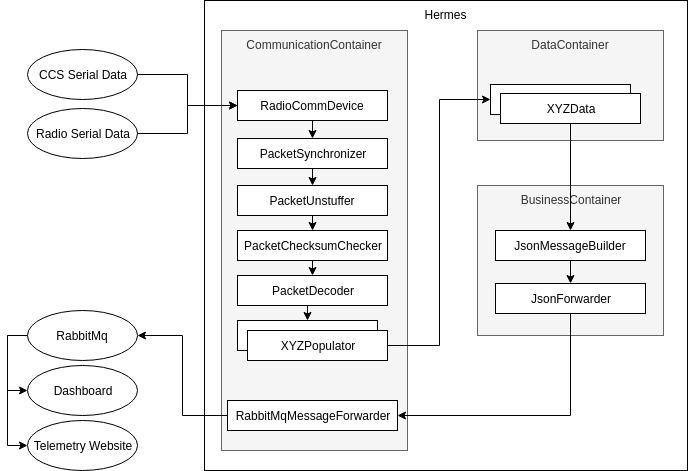 Hermes
CommunicationContainer
DataContainer
CCS Serial Data
Radio Serial Data
RadioCommDevice
XYZData
PacketSynchronizer
PacketUnstuffer
BusinessContainer
PacketChecksumChecker
JsonMessageBuilder
PacketDecoder
JsonForwarder
RabbitMq
XYZPopulator
Dashboard
RabbitMqMessageForwarder
Telemetry Website